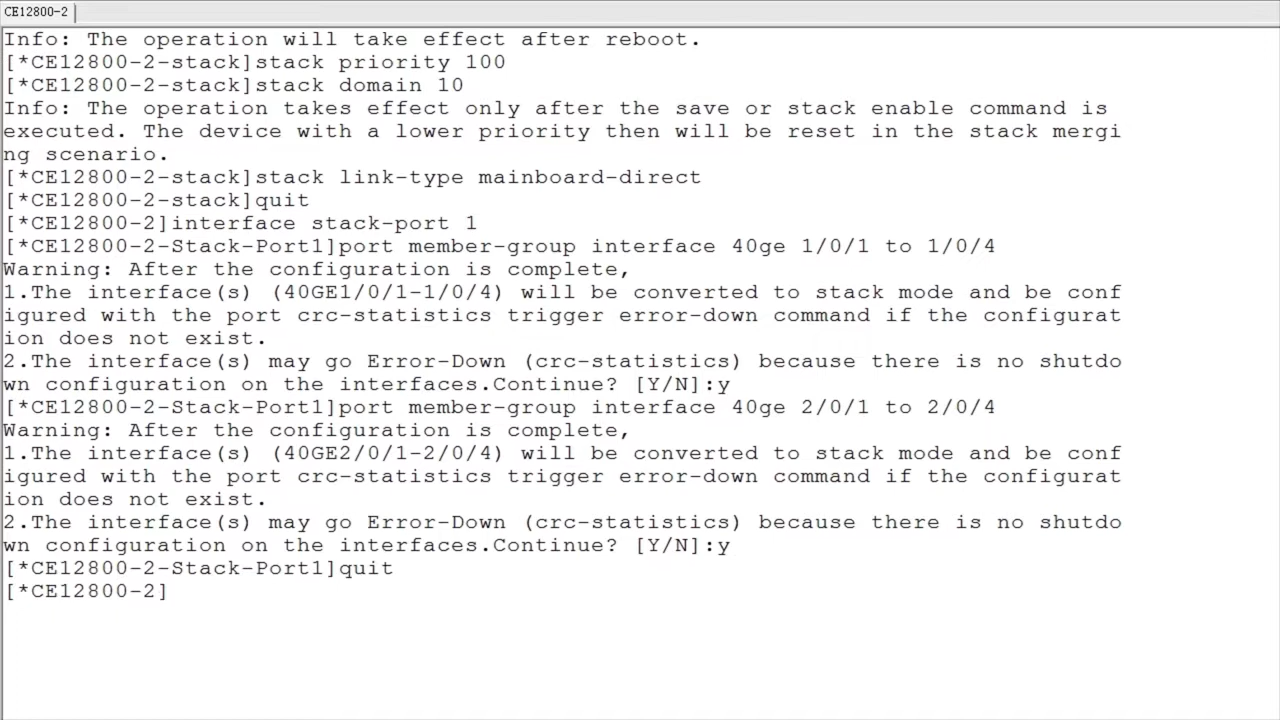 CE12800-2
Info: The operation will take effect after reboot.
[*CE12800-2-stack]stack priority 100
[*CE12800-2-stack]stack domain 10
Info: The operation takes effect only after the save or stack enable command is
executed. The device with a lower priority then will be reset in the stack mergi
ng scenario.
[*CE12800-2-stack]stack link-type mainboard-direct
[*CE12800-2-stack]quit
[*CE12800-2]interface stack-port 1
[*CE12800-2-Stack-Port1]port member-group interface 40ge 1/0/1 to 1/0/4
Warning: After the configuration is complete,
1.The interface(s) (40GE1/0/1-1/0/4) will be converted to stack mode and be conf
igured with the port crc-statistics trigger error-down command if the configurat
ion does not exist.
2.The interface(s) may go Error-Down (crc-statistics) because there is no shutdo
wn configuration on the interfaces.Continue? [Y/N]:y
[*CE12800-2-Stack-Port1]port member-group interface 40ge 2/0/1 to 2/0/4
Warning: After the configuration is complete,
1.The interface(s) (40GE2/0/1-2/0/4) will be converted to stack mode and be conf
igured with the port crc-statistics trigger error-down command if the configurat
ion does not exist.
2.The interface(s) may go Error-Down (crc-statistics) because there is no shutdo
wn configuration on the interfaces.Continue? [Y/N]:y
[*CE12800-2-Stack-Port1]quit
[*CE12800-2]